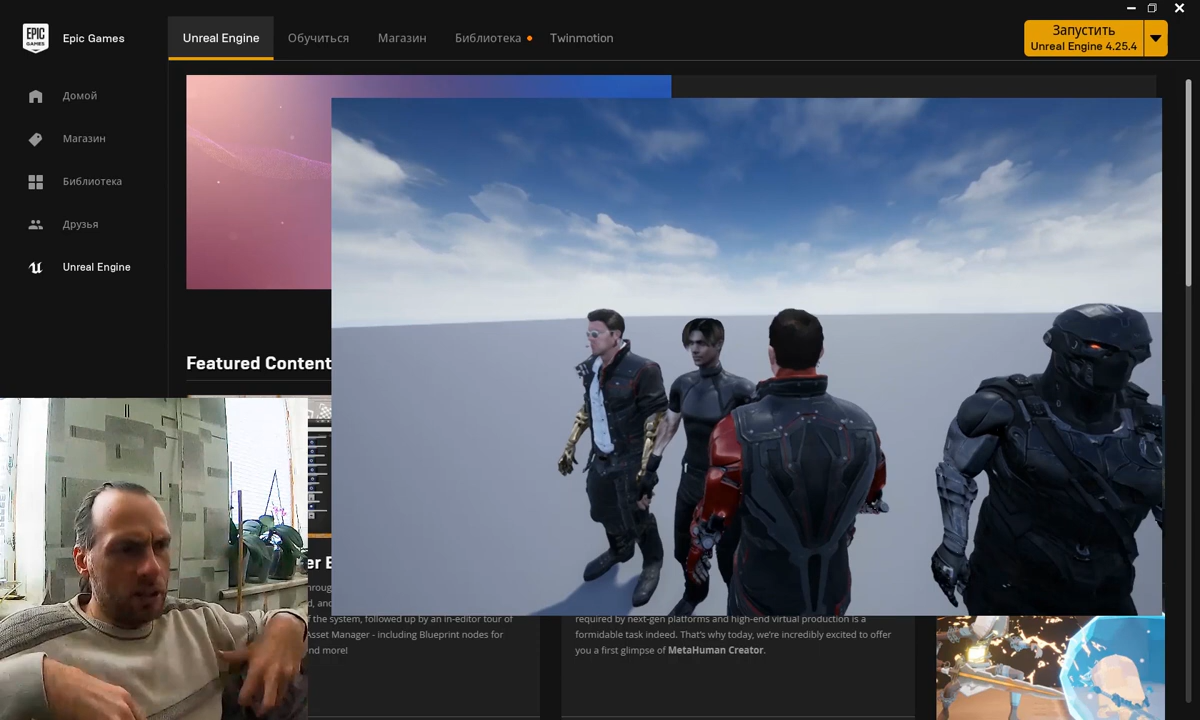 EPIC
GAMES
Epic Games
Unreal Engine
Обучиться
Магазин
Библиотека
Twinmotion
Запустить
Unreal Engine 4.25.4
Домой
Магазин
Библиотека
Друзья
Unreal Engine
Featured Content
er E
d, and
f the system, followed up by an in-editor tour of
Asset Manager - including Blueprint nodes for
nd more!
required by next-gen platforms and high-end virtual production is a
formidable task indeed. That's why today, we're incredibly excited to offer
you a first glimpse of MetaHuman Creator.